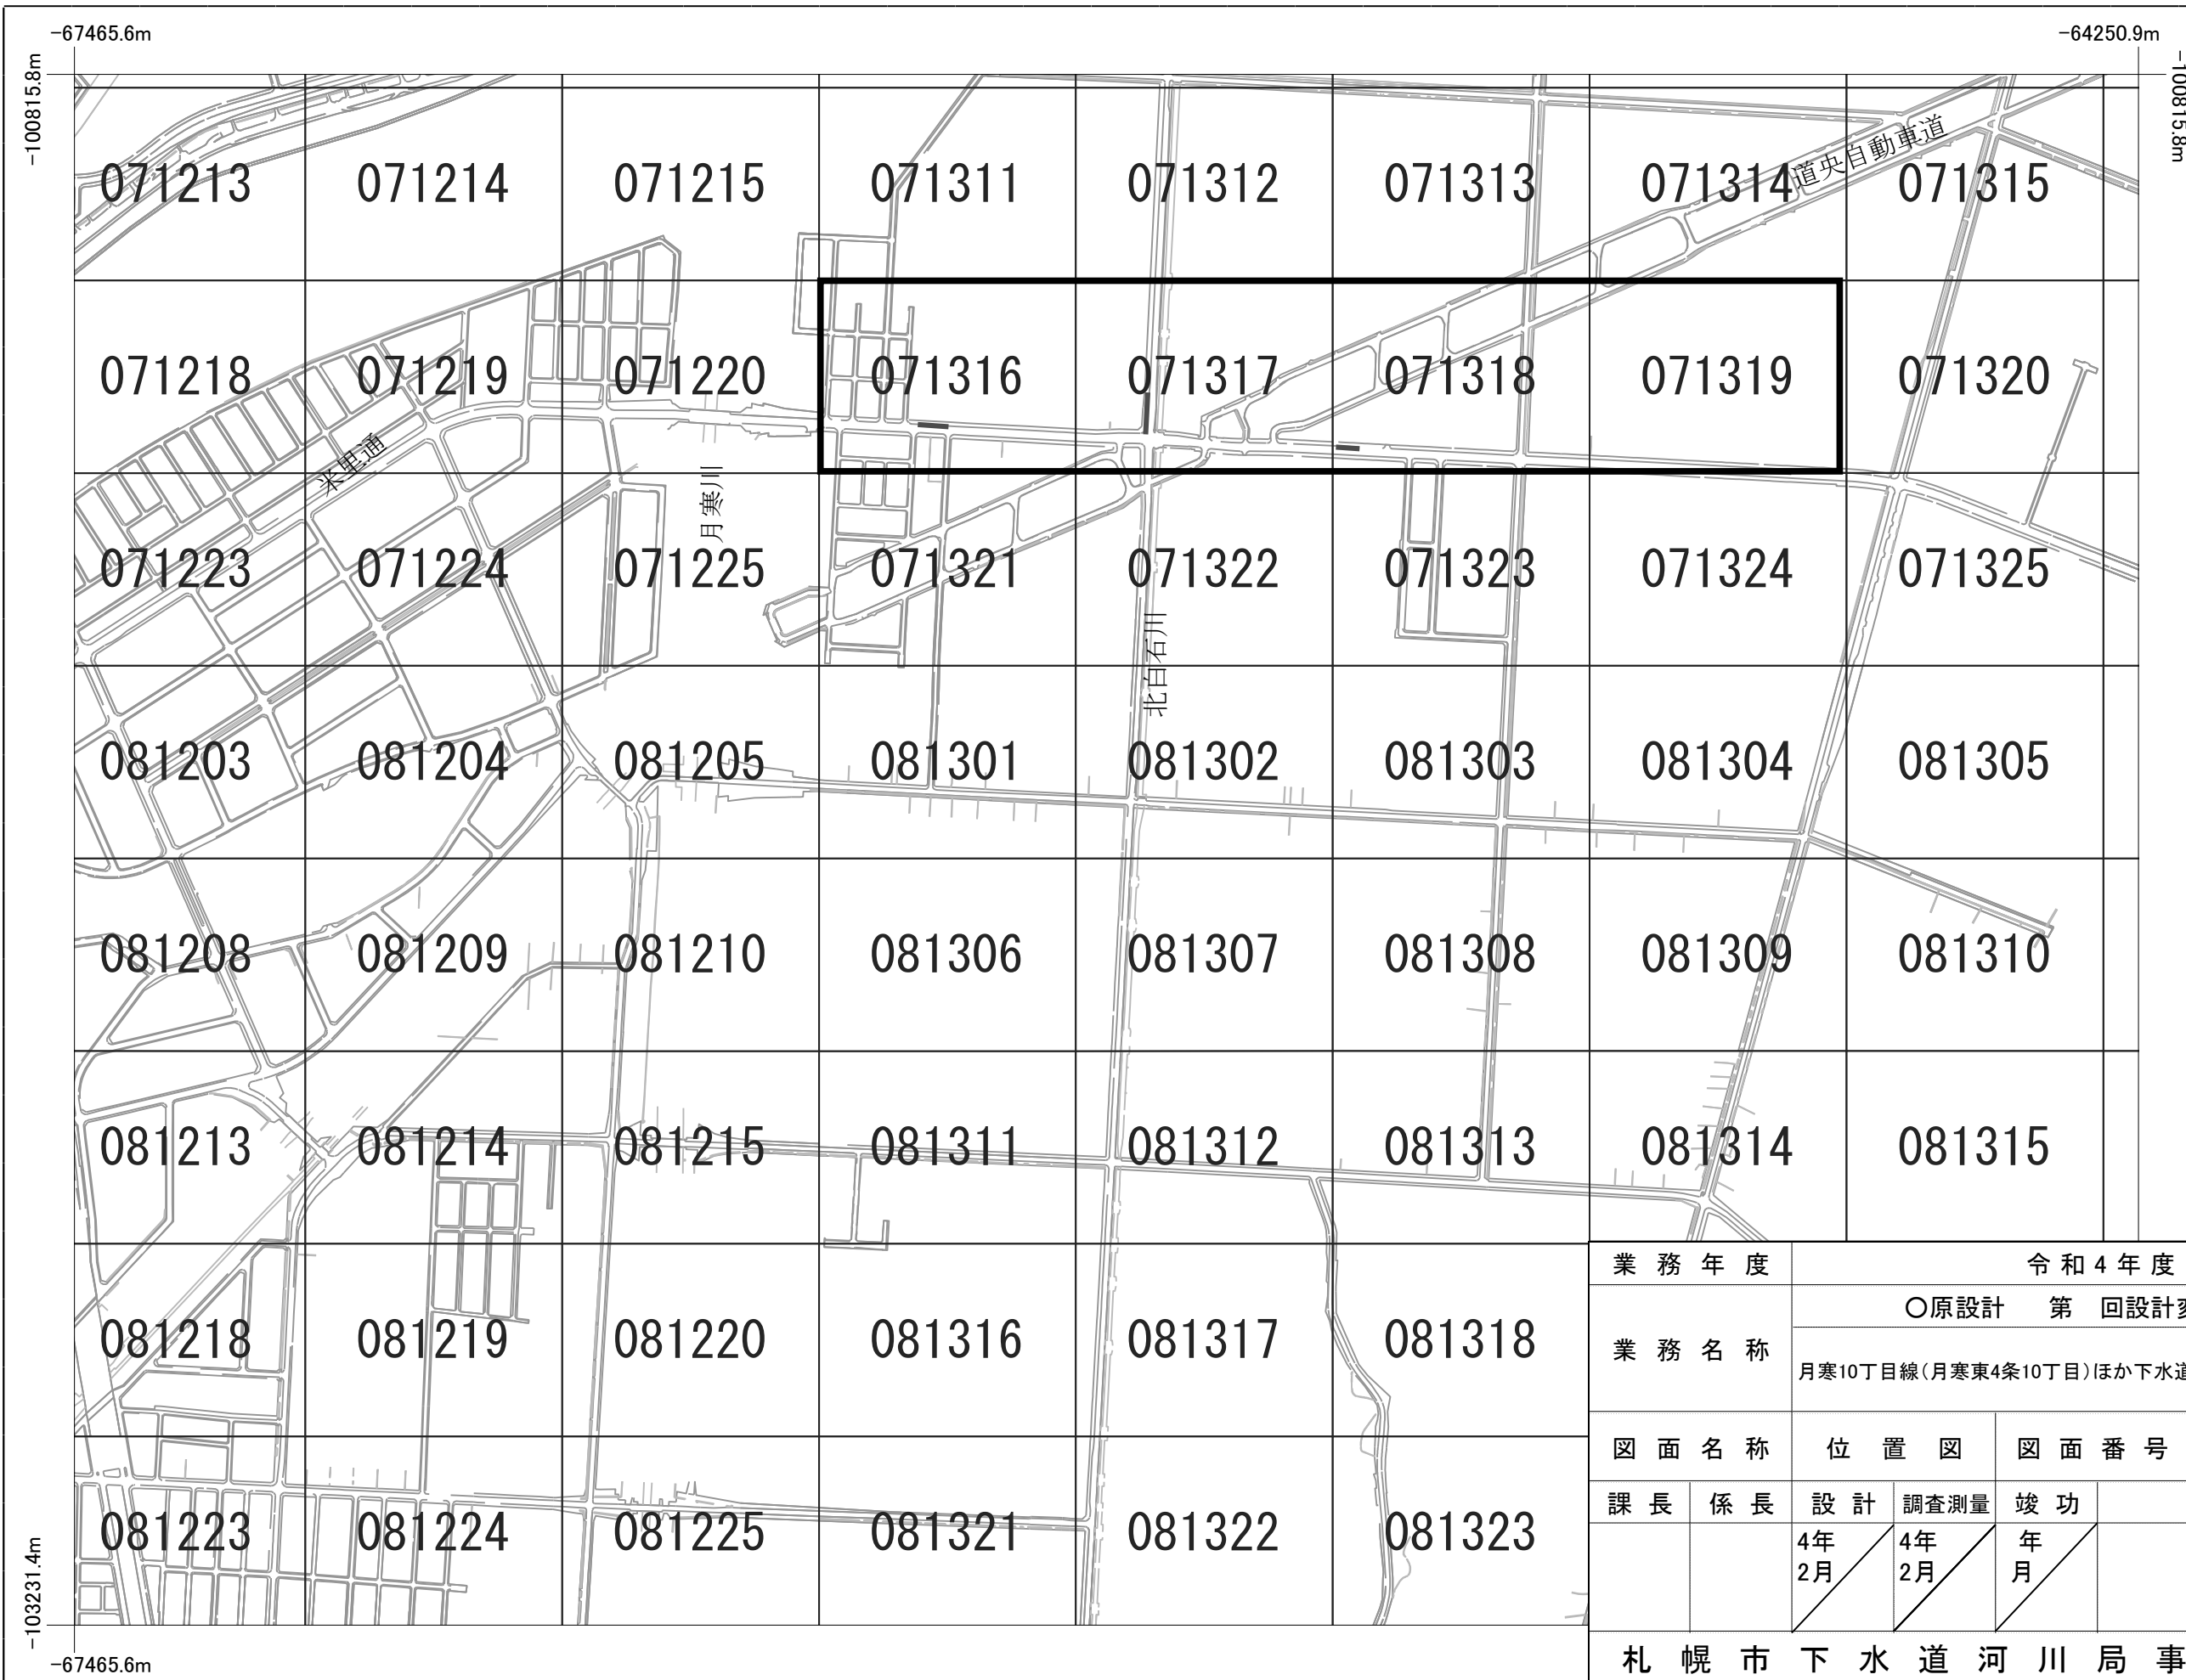 -67465.6m
-64250.9m
-100815.8m
-100815.8m
071213 071214 071215 071311 071312 071313 071314 道央自動車道 071315
071218 071219 071220 071316 071317 071318 071319 071320
米里通
月寒川
071223 071224 071225 071321 071322 071323 071324 071325
北白石川
081203 081204 081205 081301 081302 081303 081304 081305
081208 081209 081210 081306 081307 081308 081309 081310
081213 081214 081215 081311 081312 081313 081314 081315
081218 081219 081220 081316 081317 081318
081223 081224 081225 081321 081322 081323
-103231.4m
-67465.6m
業務年度 令和4年度
業務名称 〇原設計 第 回設計変
月寒10丁目線(月寒東4条10丁目)ほか下水道
図面名称 位置図 図面番号
課長 係長 設計 調査測量 竣功
4年 4年 年
2月 2月 月
札幌市下水道河川局事